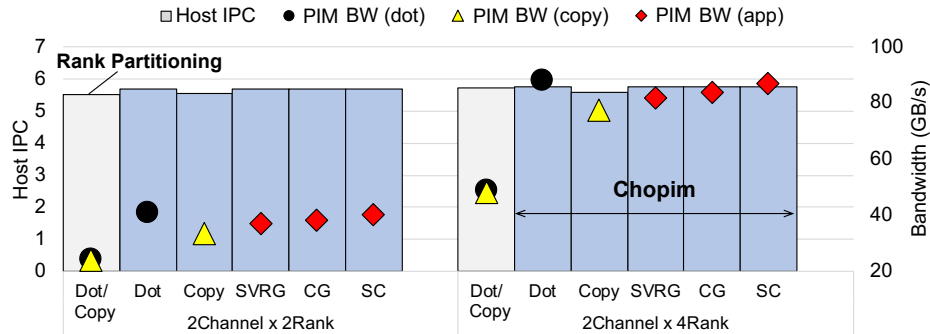 Host IPC PIM BW (dot) PIM BW (copy) PIM BW (app)
7 100
Rank Partitioning
6
5 80
4
60
3 Chopim
2 40
1
0 20
Host IPC
Bandwidth (GB/s)
Dot/ Copy Dot Copy SVRG CG SC Dot/ Copy Dot Copy SVRG CG SC
2Channel x 2Rank 2Channel x 4Rank